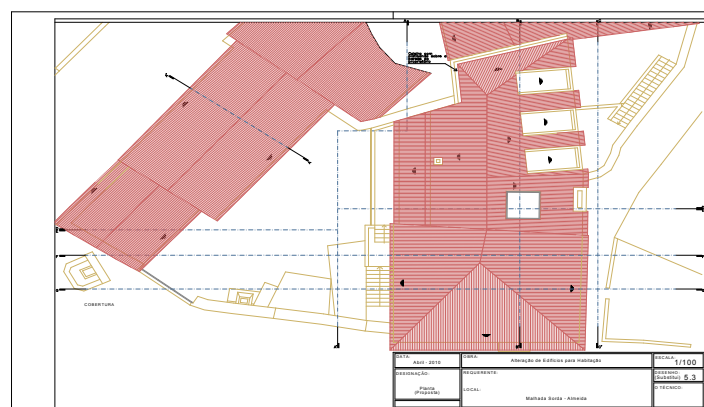 COBERTURA
DATA:
Abril - 2010
OBRA:
Alteração de Edifícios para Habitação
ESCALA:
1/100
DESIGNAÇÃO:
Planta
(Proposta)
REQUERENTE:
LOCAL:
Malhada Sorda - Almeida
DESENHO:
(Substitui) 5.3
O TÉCNICO: